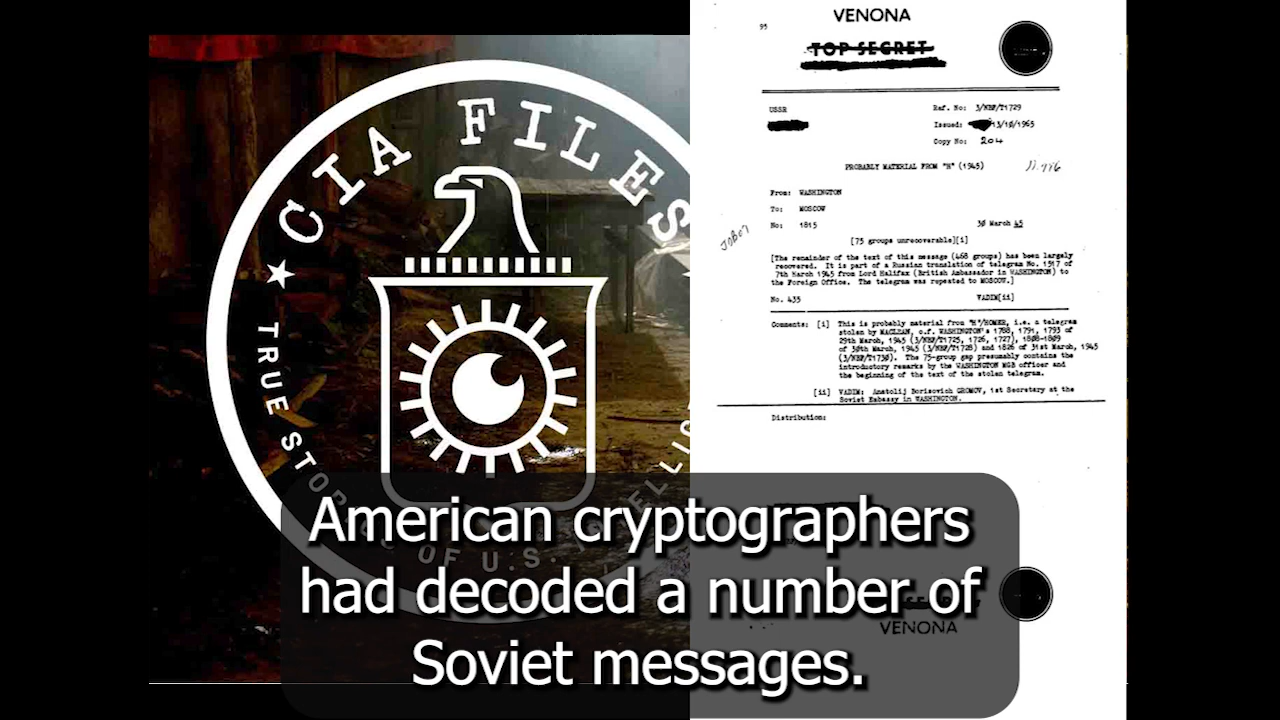 CIA FILES
TRUE STOR
OF U.S.
VENONA
95
TOP SECRET
USSR
Ref. No: 3/NBF/T1729
Issued: 13/10/1965
Copy No: 204
PROBABLY MATERIAL FROM "H" (1945)
From: WASHINGTON
To: MOSCOW
No: 1815
30 March 45
[75 groups unrecoverable][i]
[The remainder of the text of this message (468 groups) has been largely
recovered. It is part of a Russian translation of telegram No. 1517 of
7th March 1945 from Lord Halifax (British Ambassador in WASHINGTON) to
the Foreign Office. The telegram was repeated to MOSCOW.]
No. 435
VADIM[ii]
Comments: [i] This is probably material from "H"/HOMER, i.e. a telegram
stolen by MACLEAN, c.f. WASHINGTON's 1788, 1791, 1793 of
29th March, 1945 (3/NBF/T1725, 1726, 1727), 1808-1809
of 30th March, 1945 (3/NBF/T1728) and 1826 of 31st March, 1945
(3/NBF/T1730). The 75-group gap presumably contains the
introductory remarks by the WASHINGTON MGB officer and
the beginning of the text of the stolen telegram.
[ii] VADIM: Anatolij Borisovich GROMOV, 1st Secretary at the
Soviet Embassy in WASHINGTON.
Distribution:
American cryptographers
had decoded a number of
Soviet messages.
VENONA